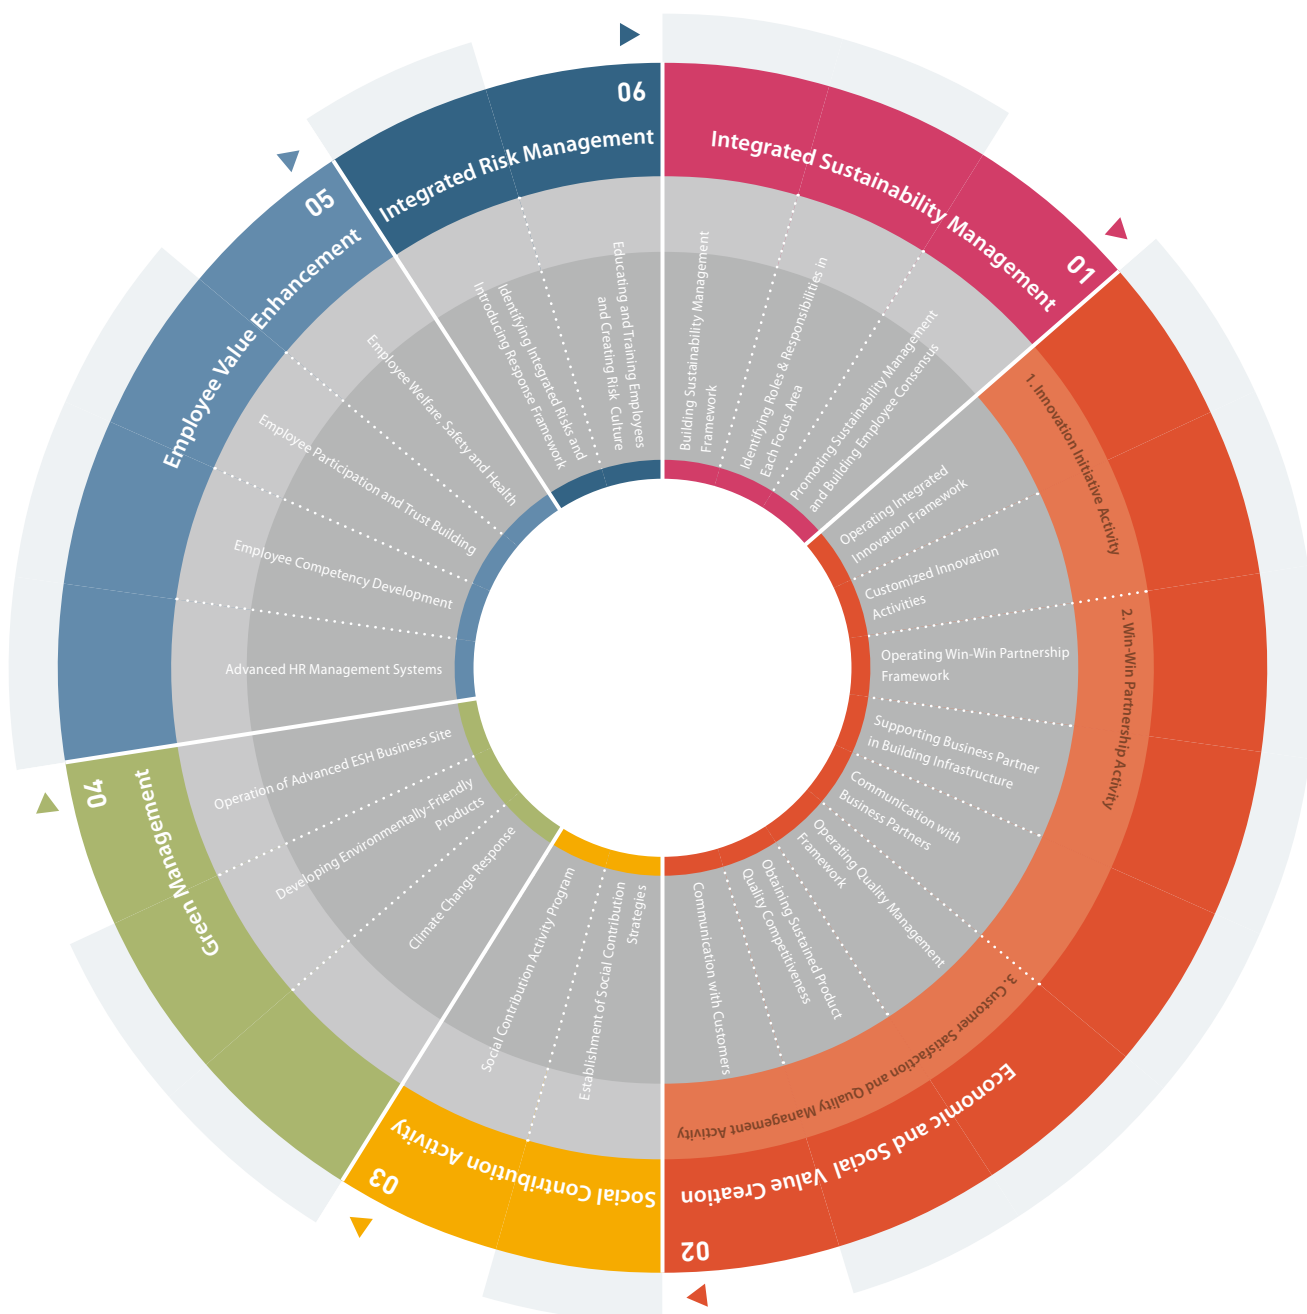 01
Integrated Sustainability Management
Building Sustainability Management
Framework
Identifying Roles & Responsibilities in
Each Focus Area
Promoting Sustainability Management
and Building Employee Consensus
02
Economic and Social Value Creation
1. Innovation Initiative Activity
Operating Integrated
Innovation Framework
Customized Innovation
Activities
2. Win-Win Partnership Activity
Operating Win-Win Partnership
Framework
Supporting Business Partner
in Building Infrastructure
Communication with
Business Partners
3. Customer Satisfaction and Quality Management Activity
Operating Quality Management
Framework
Obtaining Sustained Product
Quality Competitiveness
Communication with Customers
03
Social Contribution Activity
Establishment of Social Contribution
Strategies
Social Contribution Activity Program
04
Green Management
Climate Change Response
Developing Environmentally-Friendly
Products
Operation of Advanced ESH Business Site
05
Employee Value Enhancement
Advanced HR Management Systems
Employee Competency Development
Employee Participation and Trust Building
Employee Welfare, Safety and Health
06
Integrated Risk Management
Identifying Integrated Risks and
Introducing Response Framework
Educating and Training Employees
and Creating Risk Culture